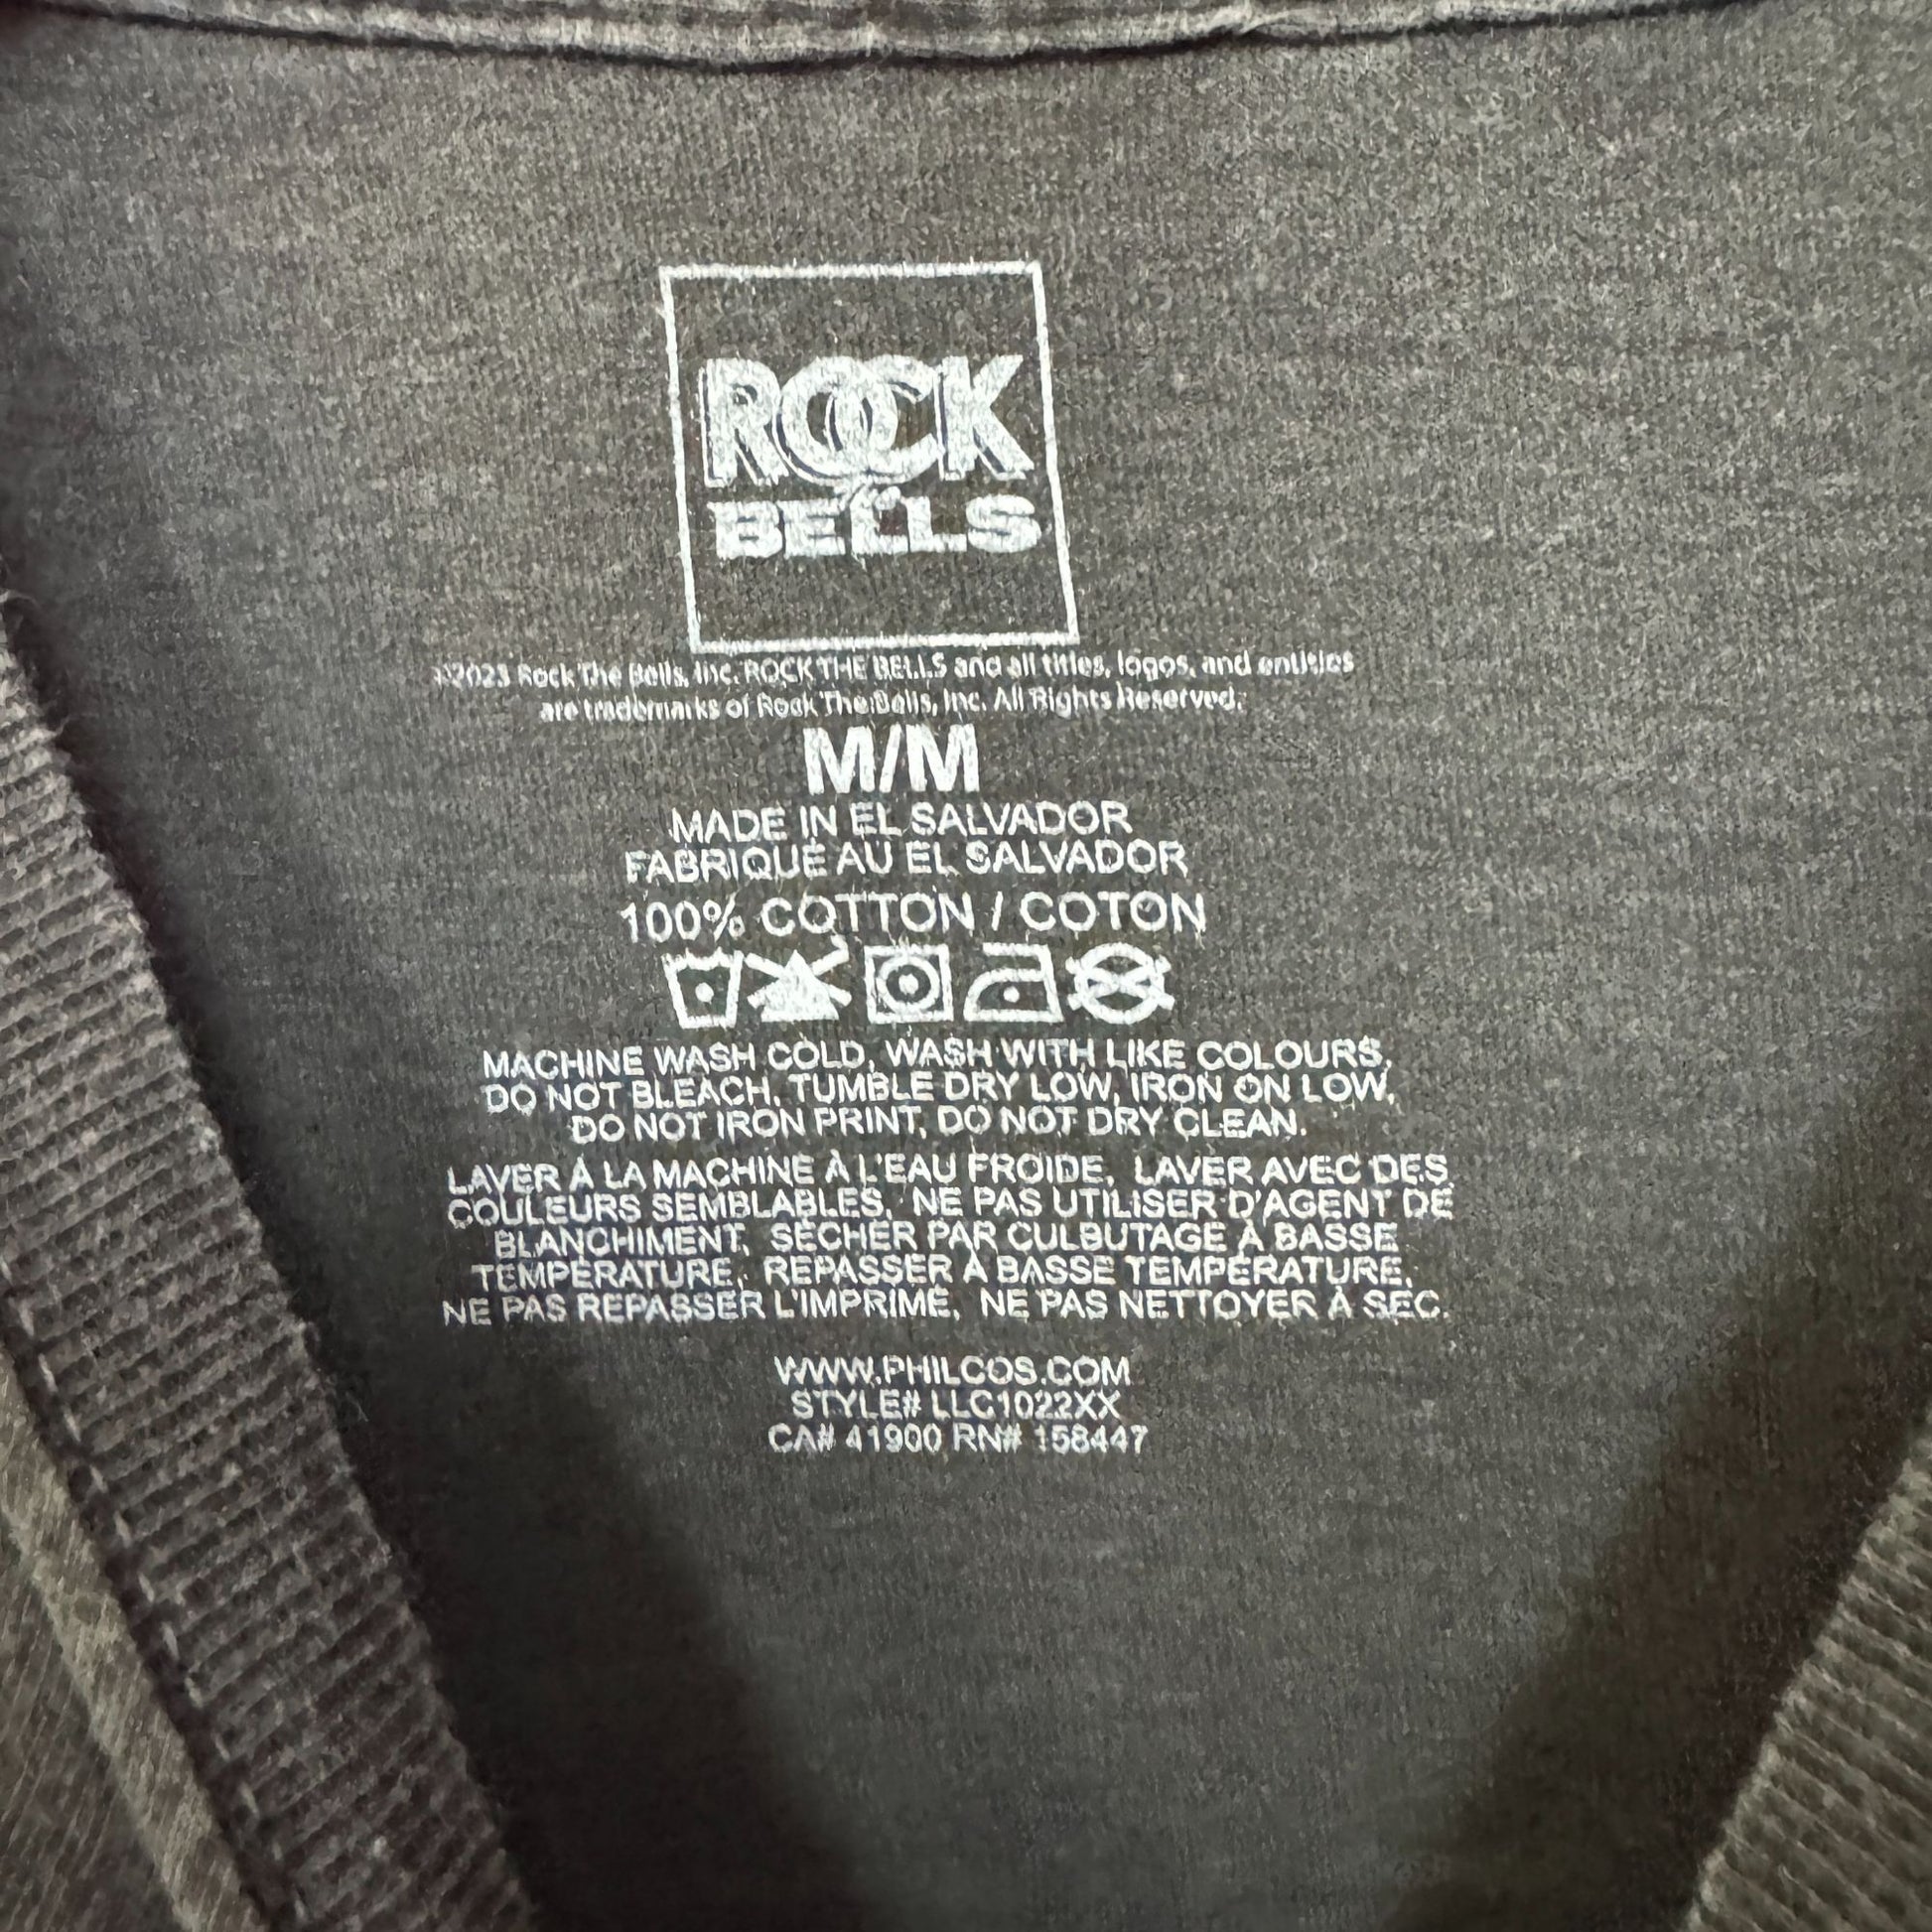 ROCK
THE
BELLS
©2023 Rock The Bells, Inc. ROCK THE BELLS and all titles, logos, and entities
are trademarks of Rock The Bells, Inc. All Rights Reserved.
M/M
MADE IN EL SALVADOR
FABRIQUÉ AU EL SALVADOR
100% COTTON / COTON
MACHINE WASH COLD, WASH WITH LIKE COLOURS,
DO NOT BLEACH, TUMBLE DRY LOW, IRON ON LOW,
DO NOT IRON PRINT, DO NOT DRY CLEAN.
LAVER À LA MACHINE À L'EAU FROIDE, LAVER AVEC DES
COULEURS SEMBLABLES, NE PAS UTILISER D'AGENT DE
BLANCHIMENT, SÉCHER PAR CULBUTAGE À BASSE
TEMPÉRATURE, REPASSER À BASSE TEMPÉRATURE,
NE PAS REPASSER L'IMPRIMÉ, NE PAS NETTOYER À SEC.
WWW.PHILCOS.COM
STYLE# LLC1022XX
CA# 41900 RN# 158447